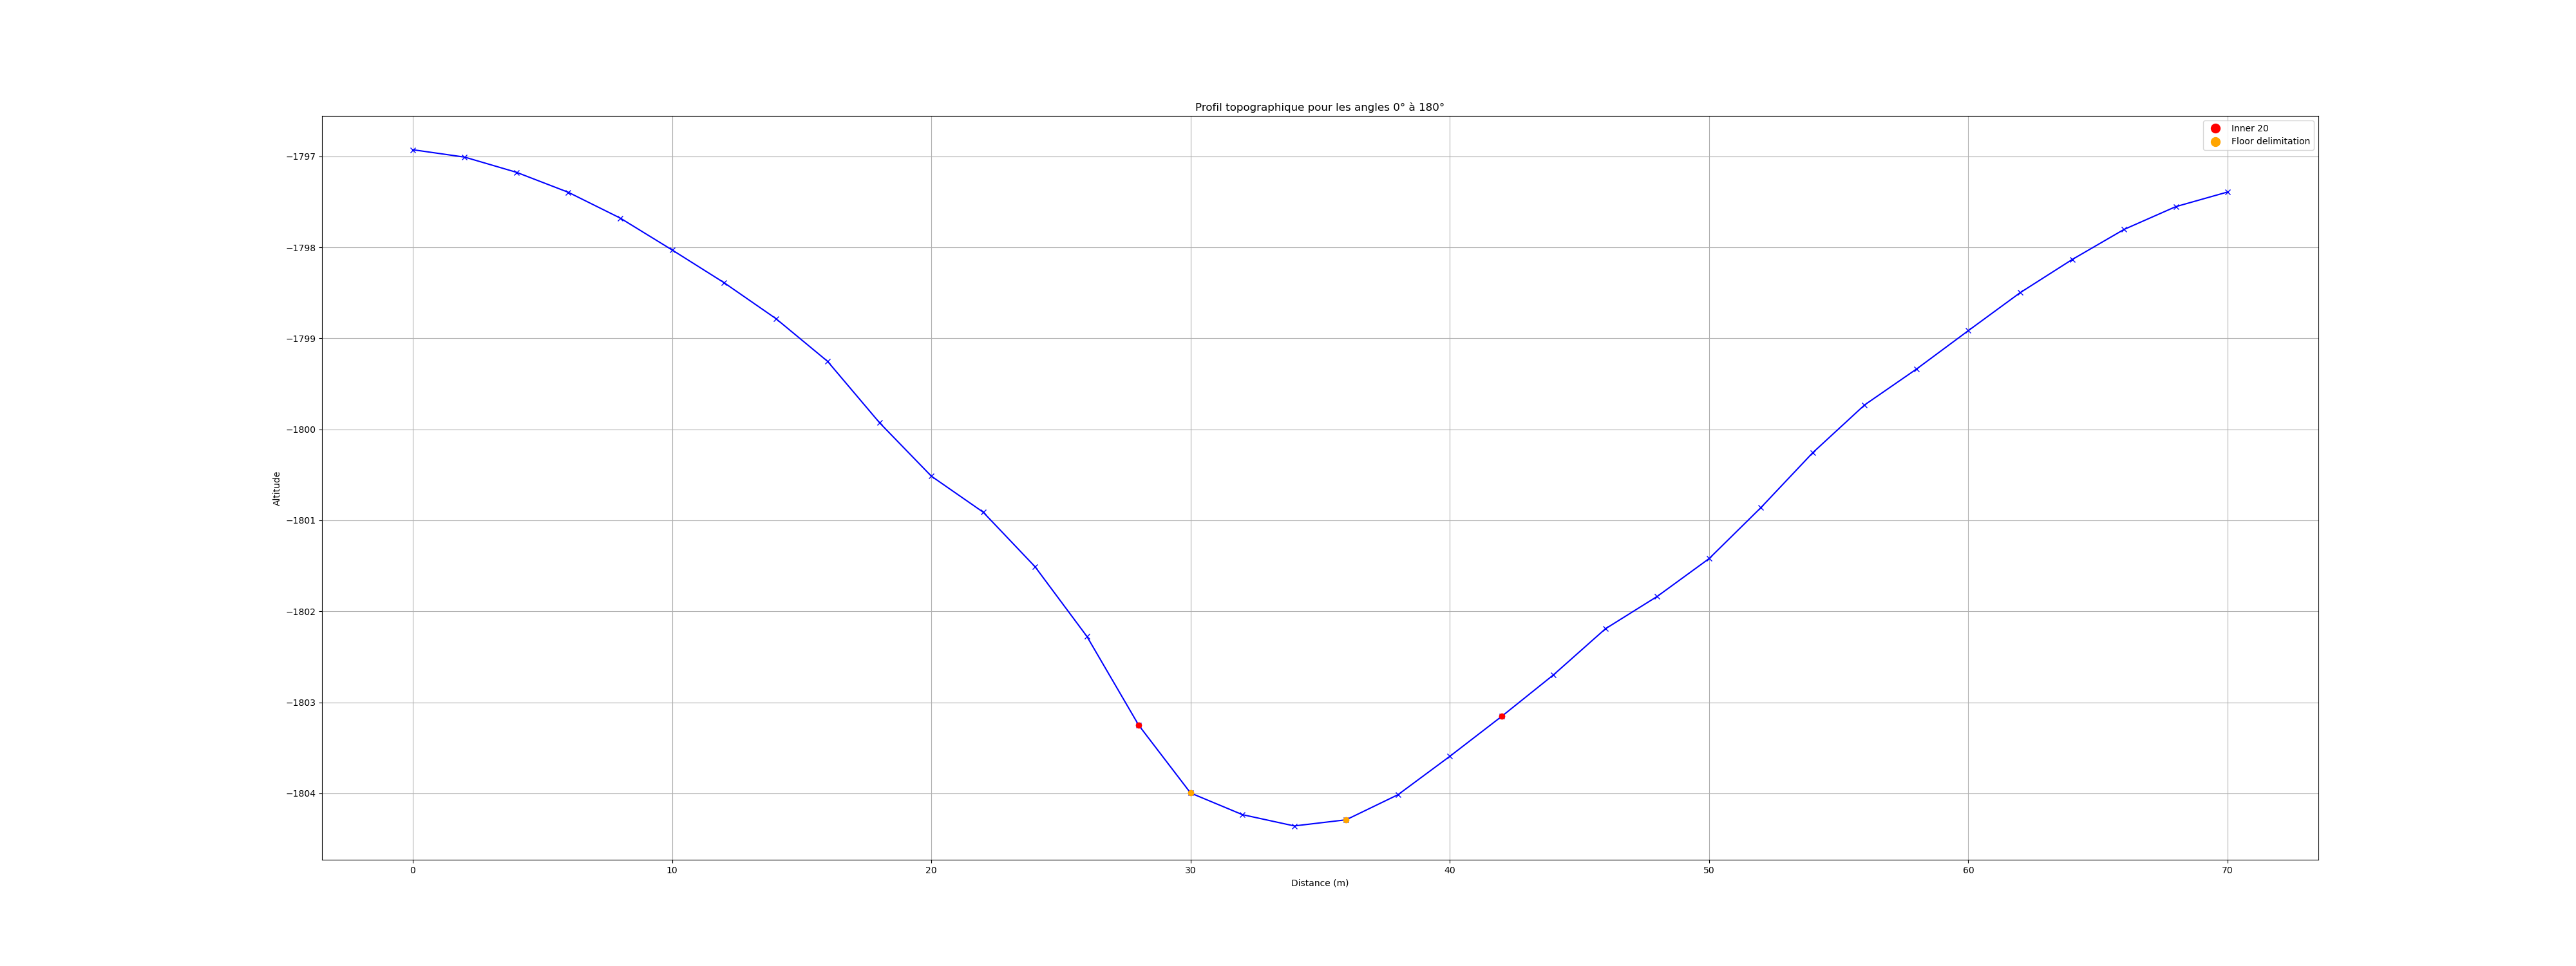 Profil topographique pour les angles 0° à 180°
Inner 20
Floor delimitation
Altitude
−1797
−1798
−1799
−1800
−1801
−1802
−1803
−1804
0 10 20 30 40 50 60 70
Distance (m)